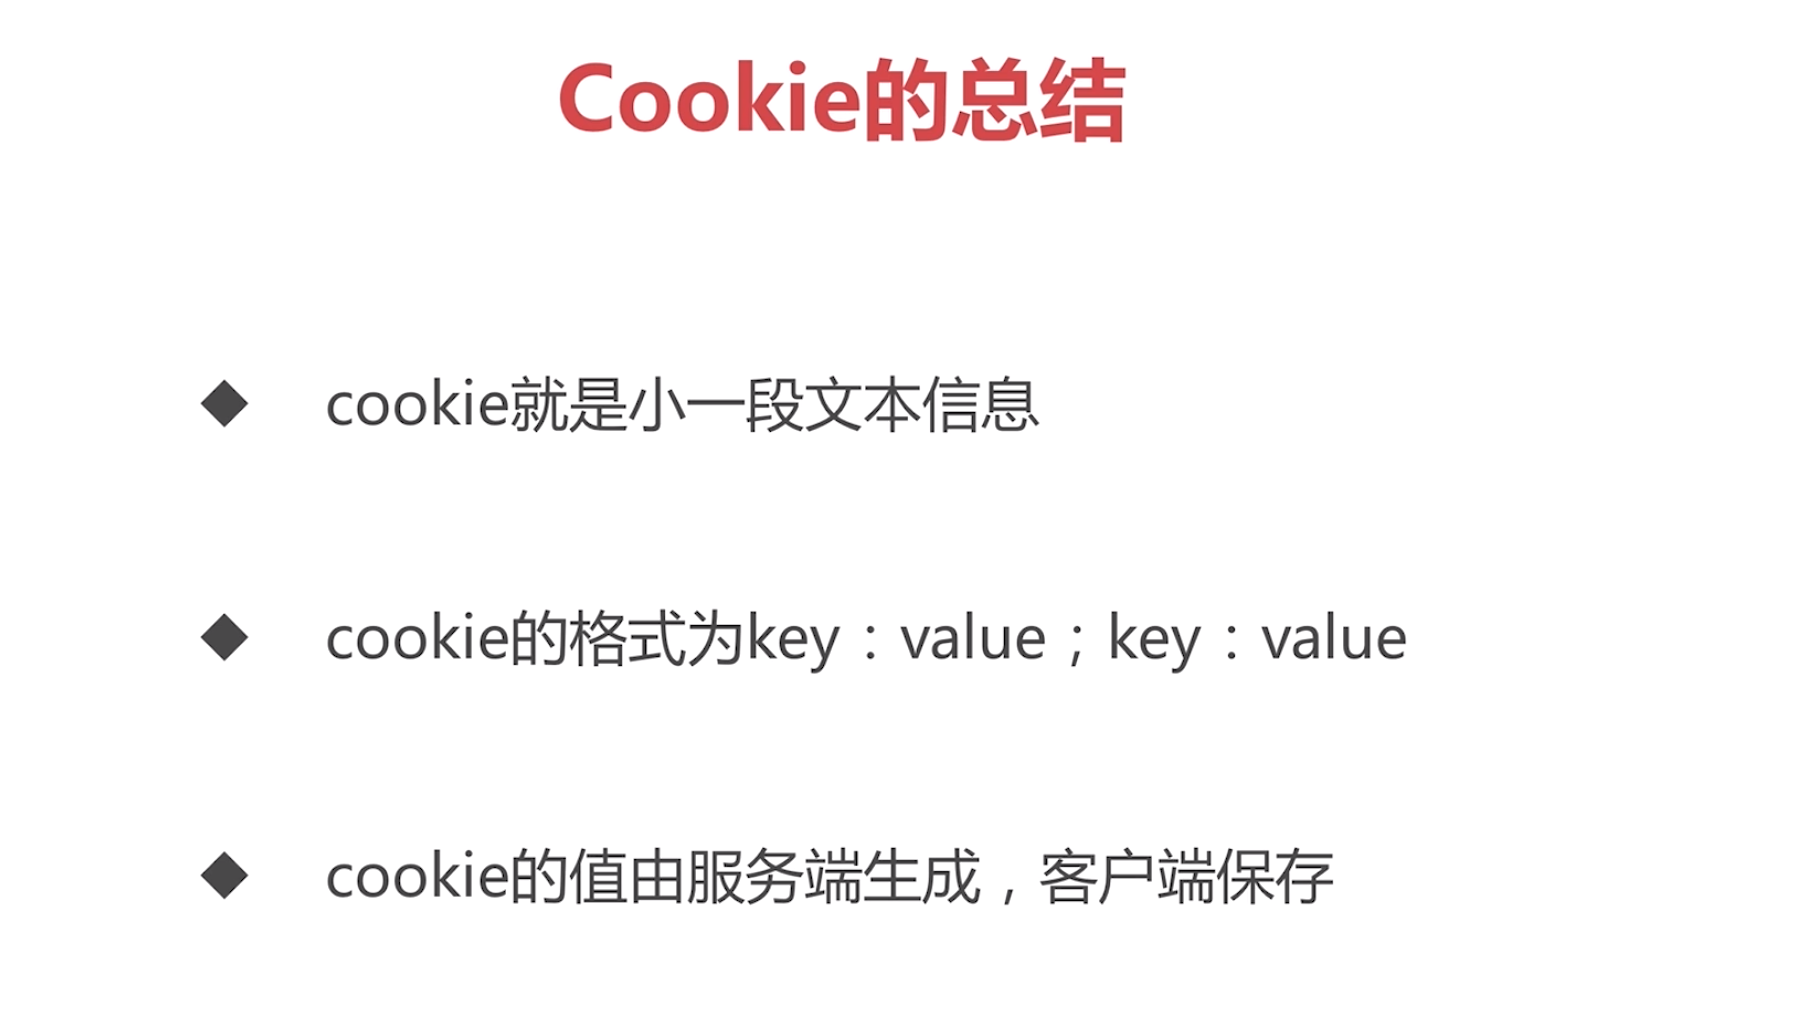 Cookie的总结
◆ cookie就是小一段文本信息
◆ cookie的格式为key：value；key：value
◆ cookie的值由服务端生成，客户端保存